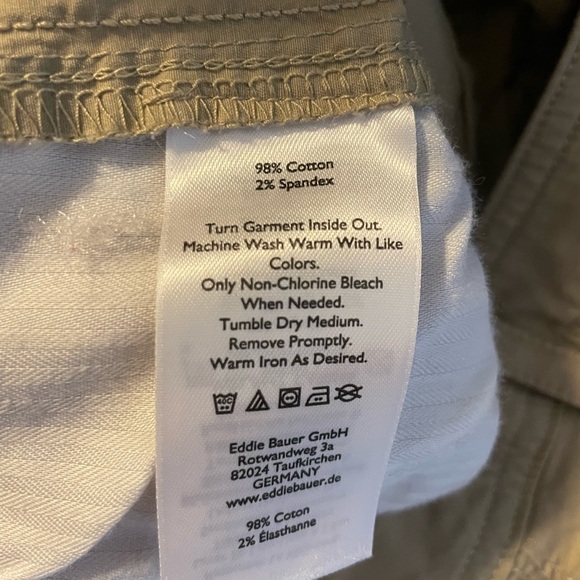 98% Cotton
2% Spandex
Turn Garment Inside Out.
Machine Wash Warm With Like
Colors.
Only Non-Chlorine Bleach
When Needed.
Tumble Dry Medium.
Remove Promptly.
Warm Iron As Desired.
40C
Eddie Bauer GmbH
Rotwandweg 3a
82024 Taufkirchen
GERMANY
www.eddiebauer.de
98% Coton
2% Élasthanne